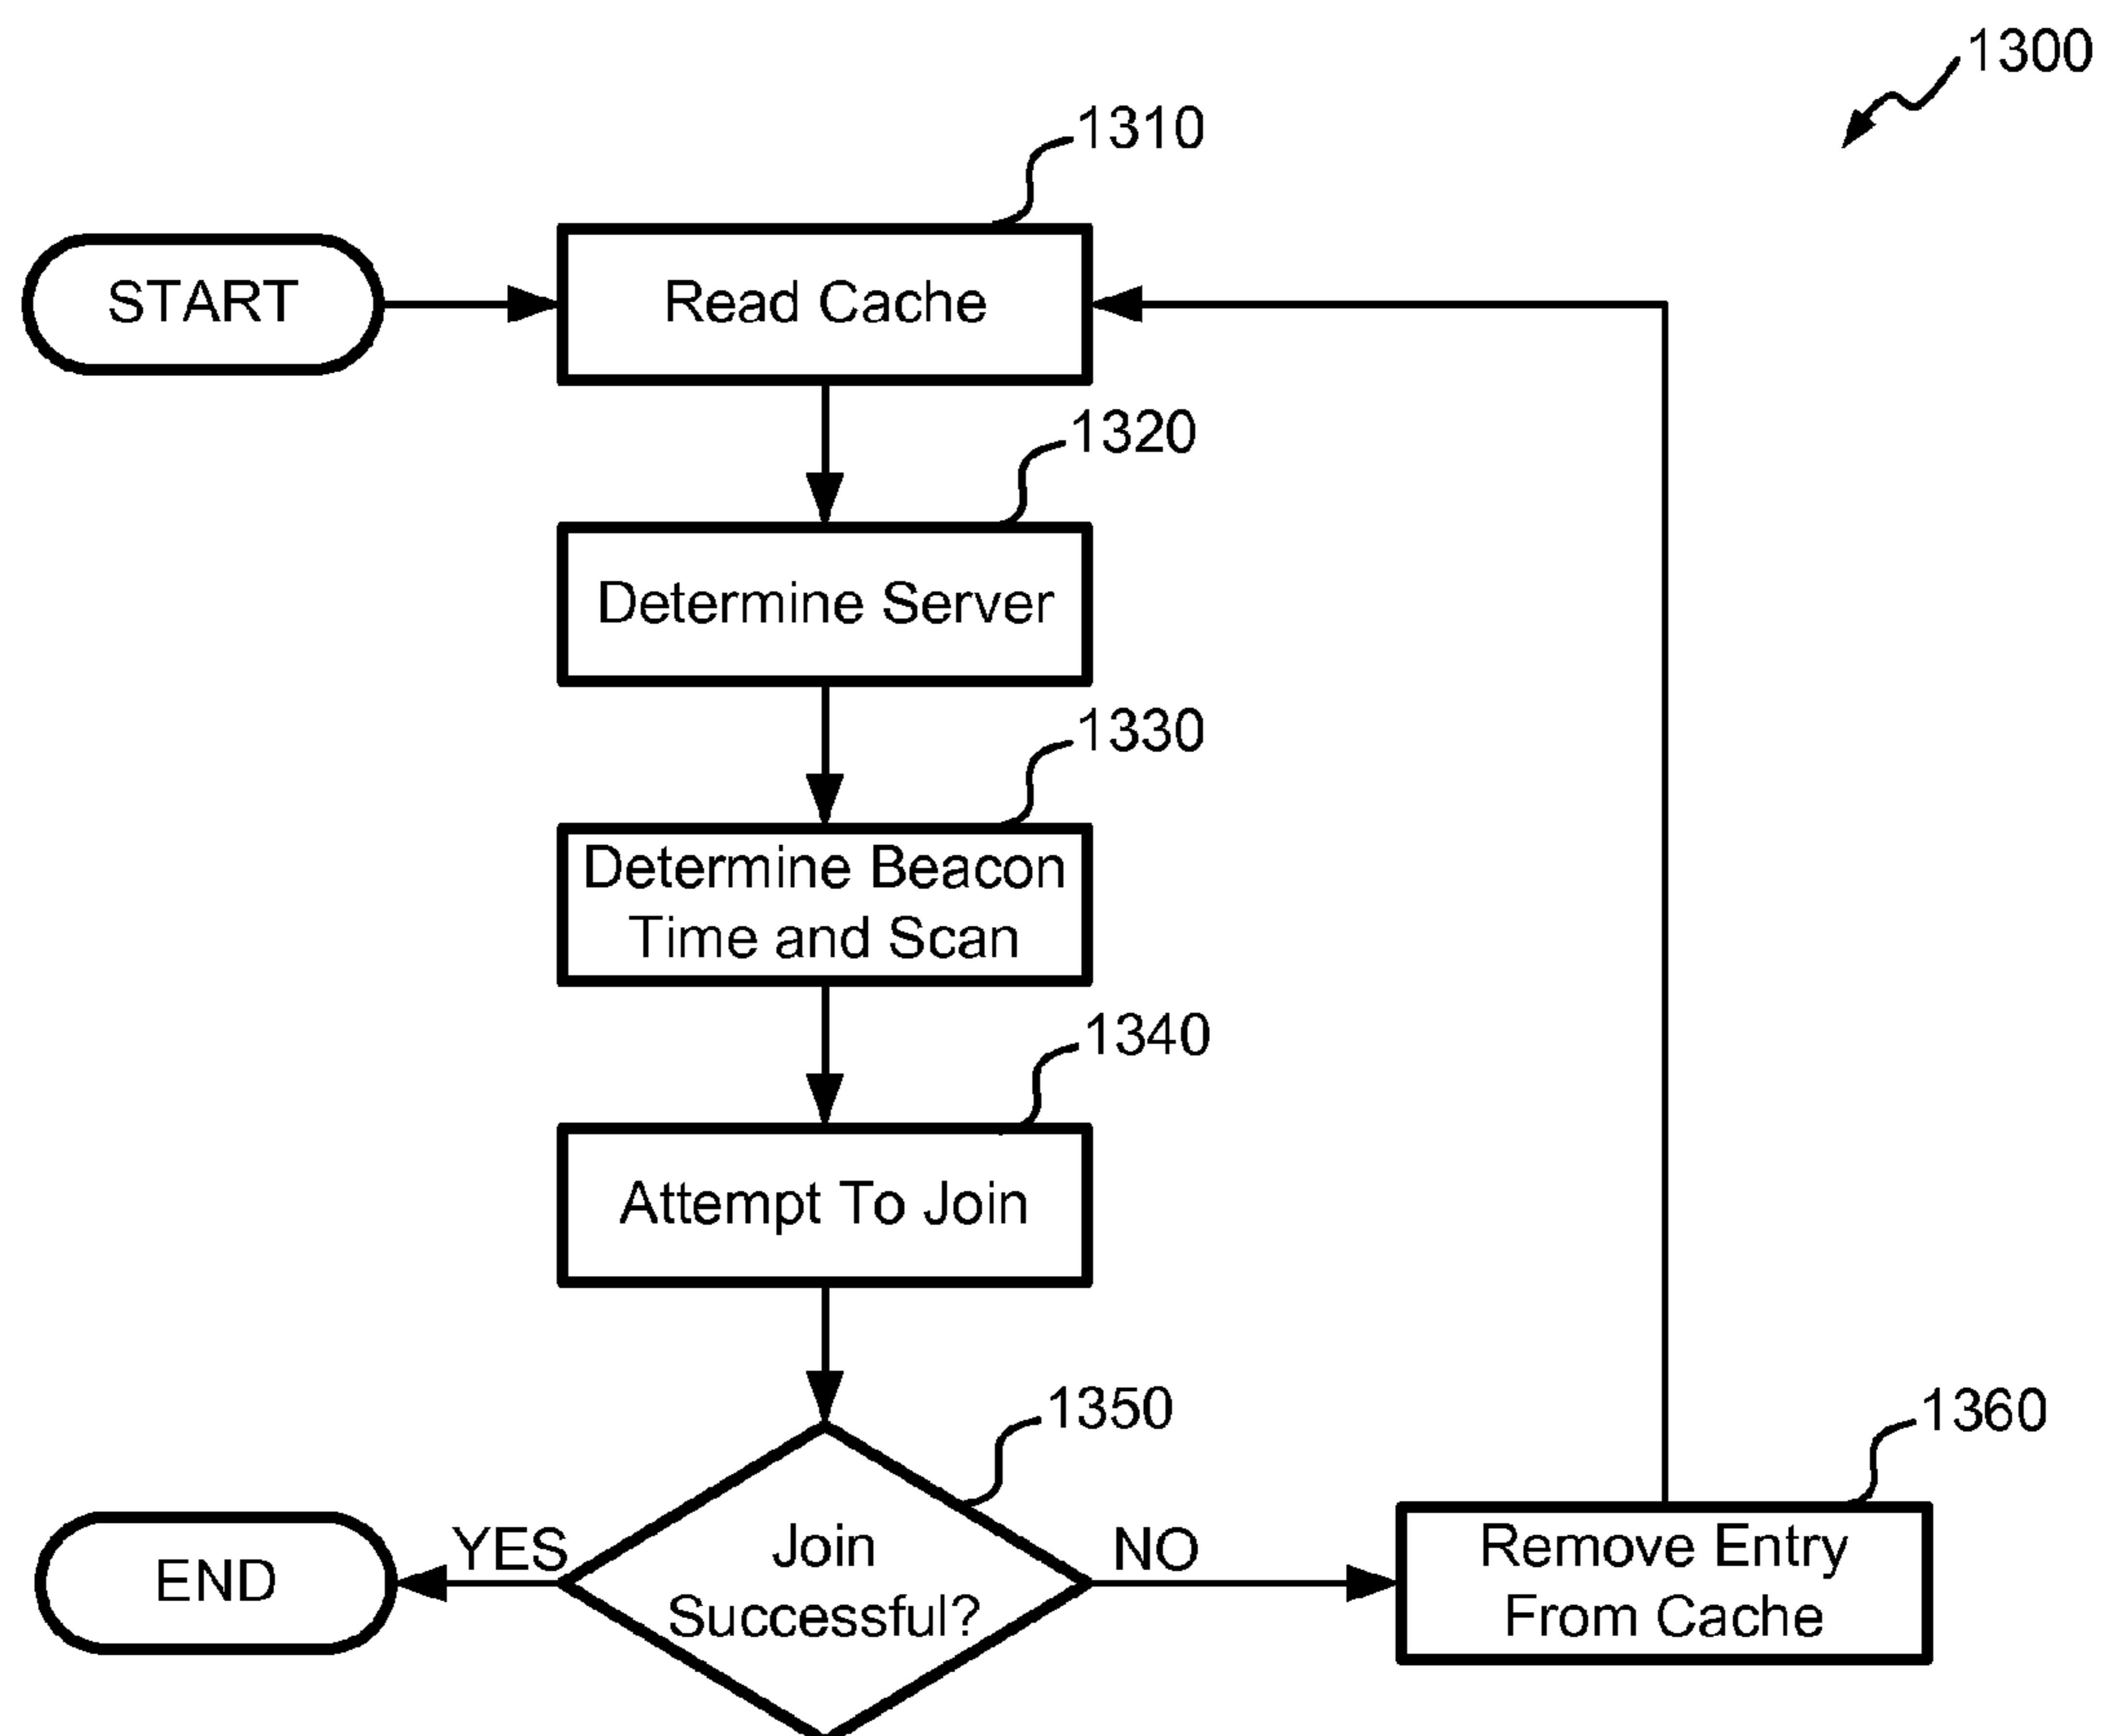 1300
1310
START
Read Cache
1320
Determine Server
1330
Determine Beacon
Time and Scan
1340
Attempt To Join
1350
1360
END
YES
Join
Successful?
NO
Remove Entry
From Cache